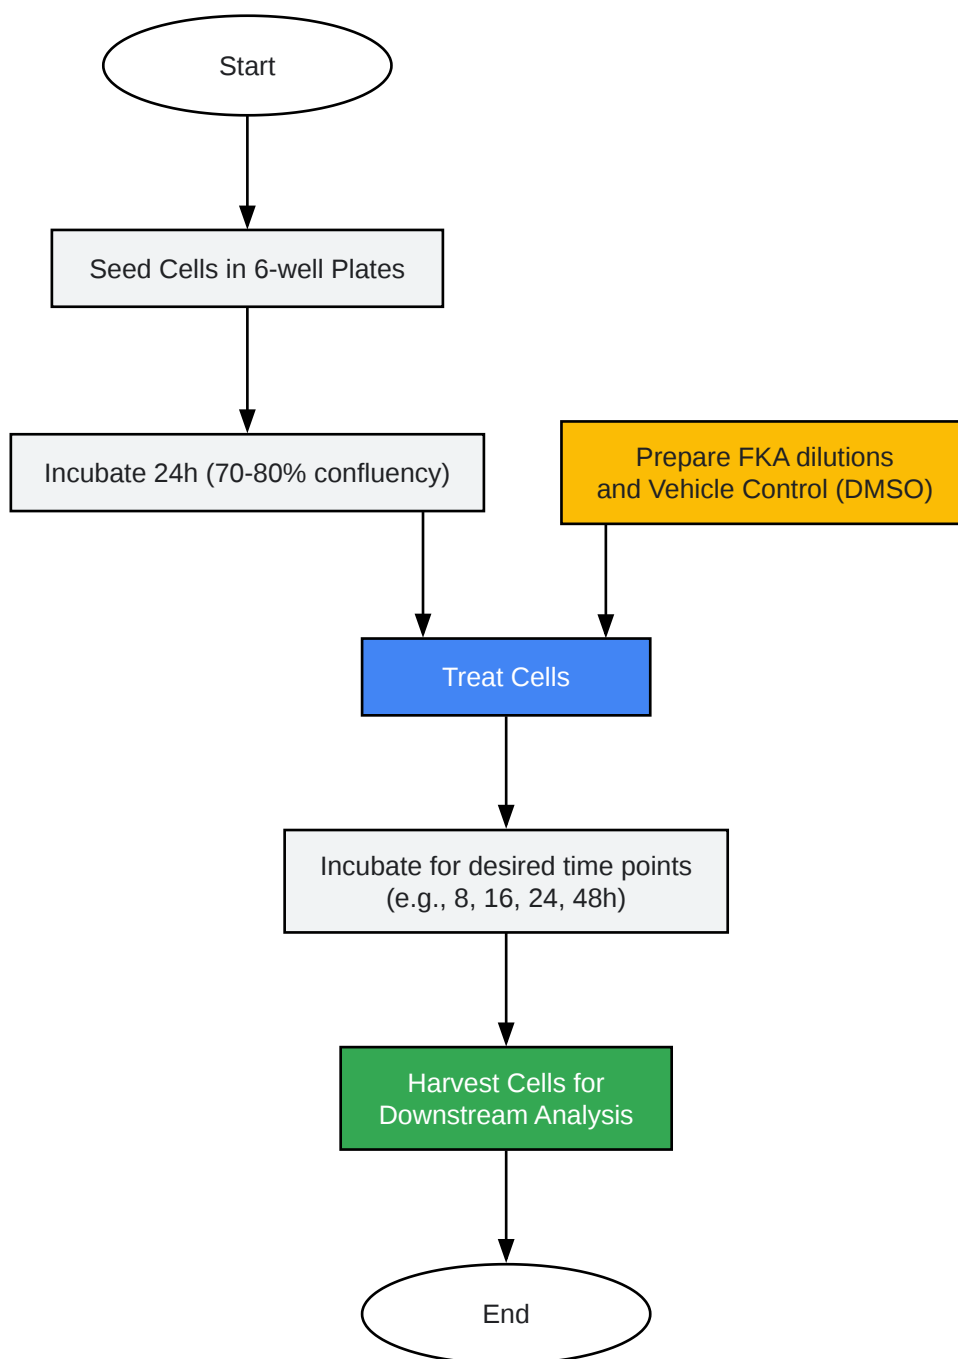 Start
Seed Cells in 6-well Plates
Incubate 24h (70-80% confluency)
Prepare FKA dilutions
and Vehicle Control (DMSO)
Treat Cells
Incubate for desired time points
(e.g., 8, 16, 24, 48h)
Harvest Cells for
Downstream Analysis
End